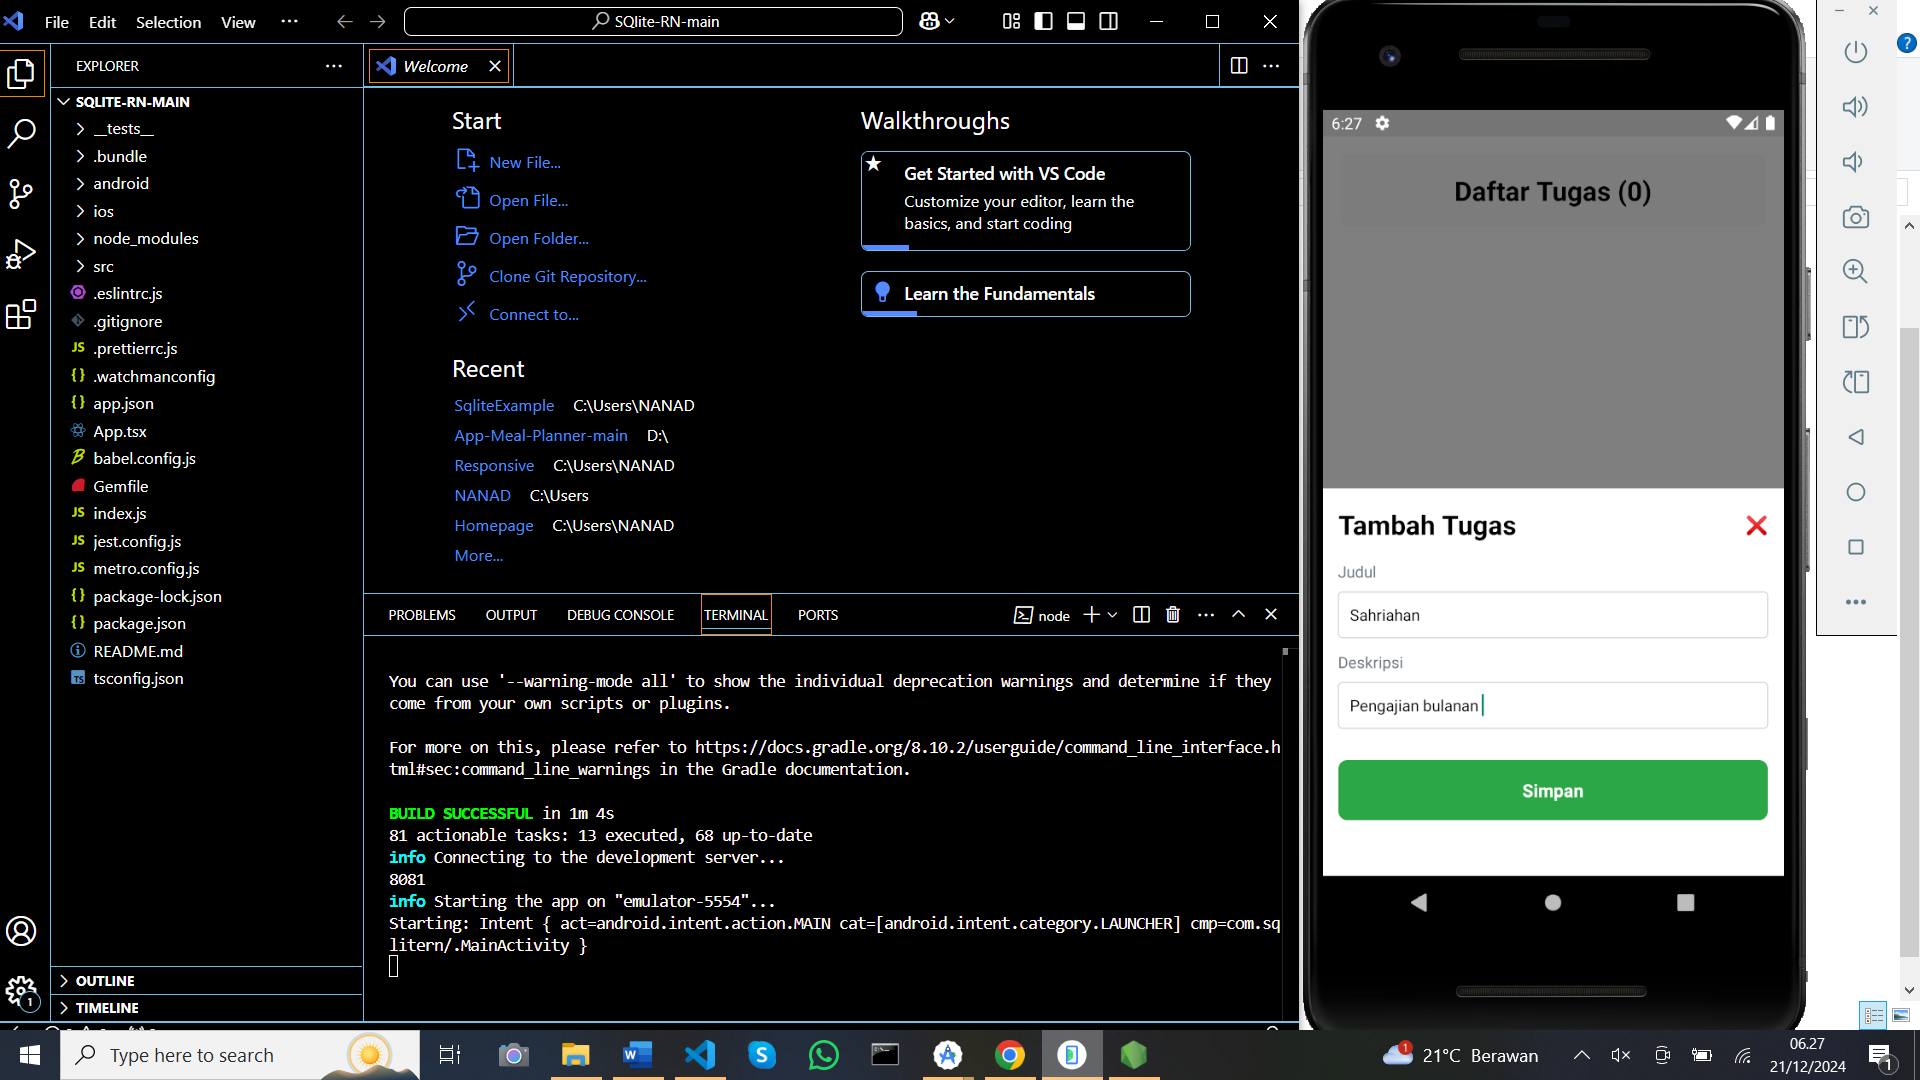 File Edit Selection View ···
SQlite-RN-main
EXPLORER
Welcome
SQLITE-RN-MAIN
__tests__
.bundle
android
ios
node_modules
src
.eslintrc.js
.gitignore
JS .prettierrc.js
{} .watchmanconfig
{} app.json
App.tsx
babel.config.js
Gemfile
JS index.js
JS jest.config.js
JS metro.config.js
{} package-lock.json
{} package.json
README.md
TS tsconfig.json
OUTLINE
TIMELINE
1
Start
New File...
Open File...
Open Folder...
Clone Git Repository...
Connect to...
Recent
SqliteExample C:\Users\NANAD
App-Meal-Planner-main D:\
Responsive C:\Users\NANAD
NANAD C:\Users
Homepage C:\Users\NANAD
More...
Walkthroughs
Get Started with VS Code
Customize your editor, learn the
basics, and start coding
Learn the Fundamentals
PROBLEMS OUTPUT DEBUG CONSOLE TERMINAL PORTS
node
You can use '--warning-mode all' to show the individual deprecation warnings and determine if they
come from your own scripts or plugins.
For more on this, please refer to https://docs.gradle.org/8.10.2/userguide/command_line_interface.h
tml#sec:command_line_warnings in the Gradle documentation.
BUILD SUCCESSFUL in 1m 4s
81 actionable tasks: 13 executed, 68 up-to-date
info Connecting to the development server...
8081
info Starting the app on "emulator-5554"...
Starting: Intent { act=android.intent.action.MAIN cat=[android.intent.category.LAUNCHER] cmp=com.sq
litern/.MainActivity }
6:27
Daftar Tugas (0)
Tambah Tugas
Judul
Sahriahan
Deskripsi
Pengajian bulanan
Simpan
?
Type here to search
1
21°C Berawan
06.27
21/12/2024
1